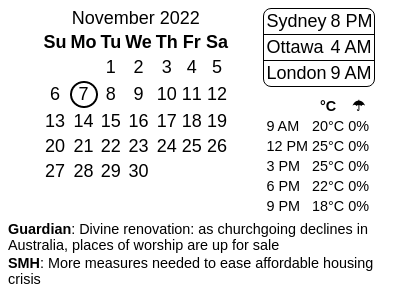 November 2022
Su Mo Tu We Th Fr Sa
1 2 3 4 5
6 7 8 9 10 11 12
13 14 15 16 17 18 19
20 21 22 23 24 25 26
27 28 29 30
Sydney 8 PM
Ottawa 4 AM
London 9 AM
°C ☂
9 AM 20°C 0%
12 PM 25°C 0%
3 PM 25°C 0%
6 PM 22°C 0%
9 PM 18°C 0%
Guardian: Divine renovation: as churchgoing declines in
Australia, places of worship are up for sale
SMH: More measures needed to ease affordable housing
crisis